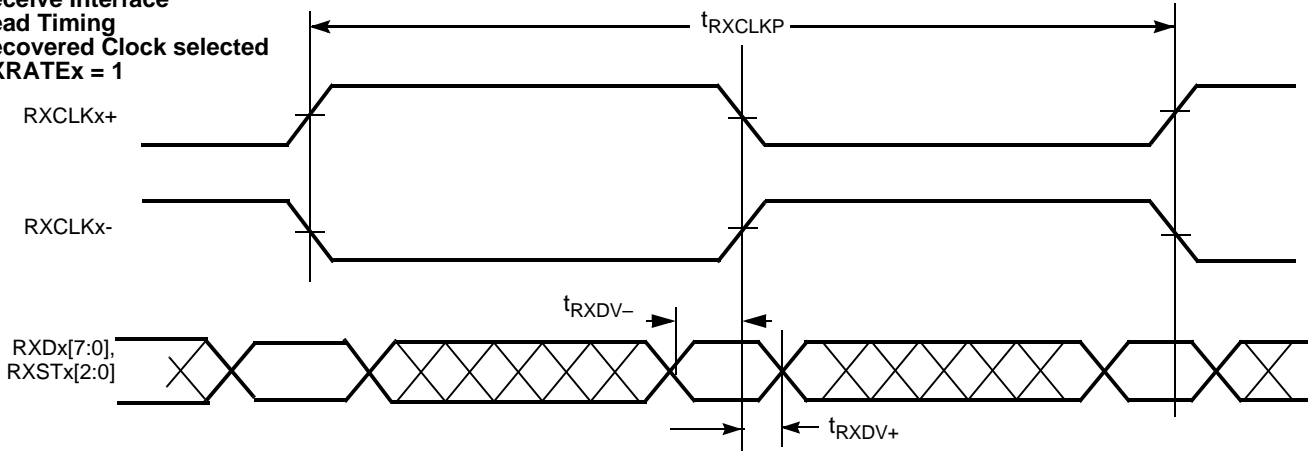 eceive Interface
ead Timing
ecovered Clock selected
XRATEx = 1
tRXCLKP
RXCLKx+
RXCLKx-
tRXDV–
RXDx[7:0],
RXSTx[2:0]
tRXDV+